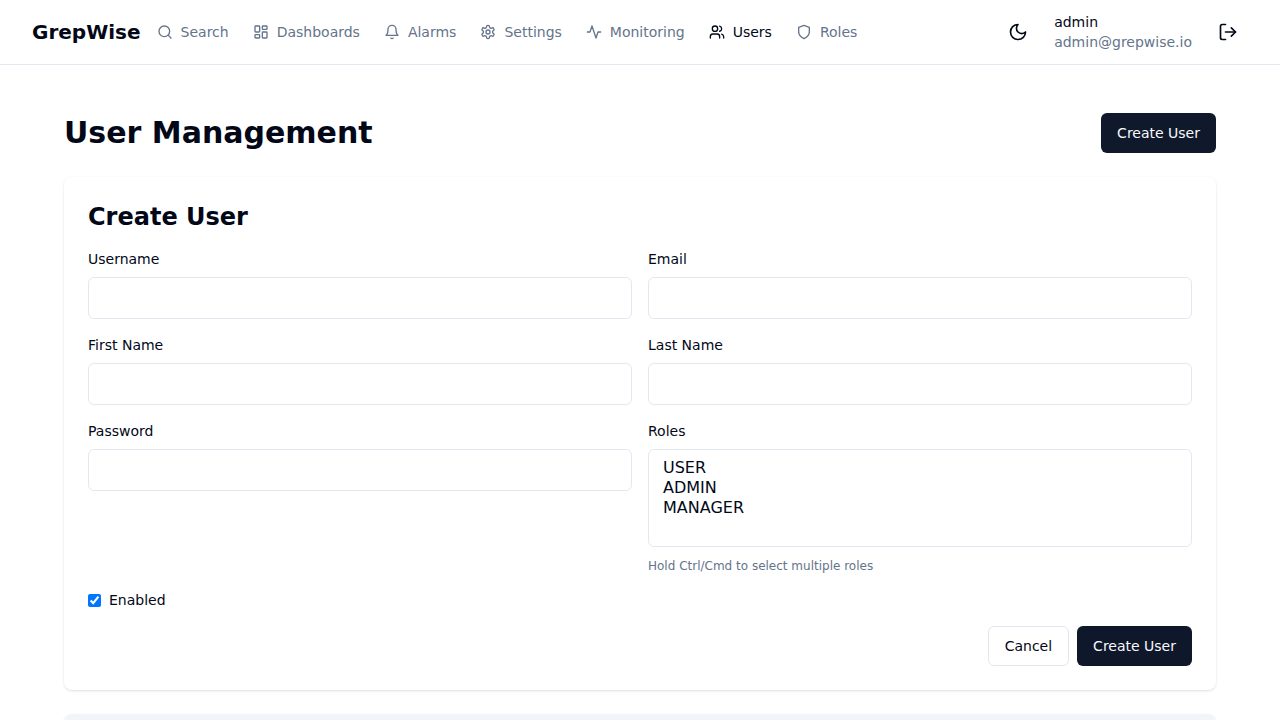 GrepWise
Search
Dashboards
Alarms
Settings
Monitoring
Users
Roles
admin
admin@grepwise.io
User Management
Create User
Create User
Username
Email
First Name
Last Name
Password
Roles
USER
ADMIN
MANAGER
Hold Ctrl/Cmd to select multiple roles
Enabled
Cancel
Create User